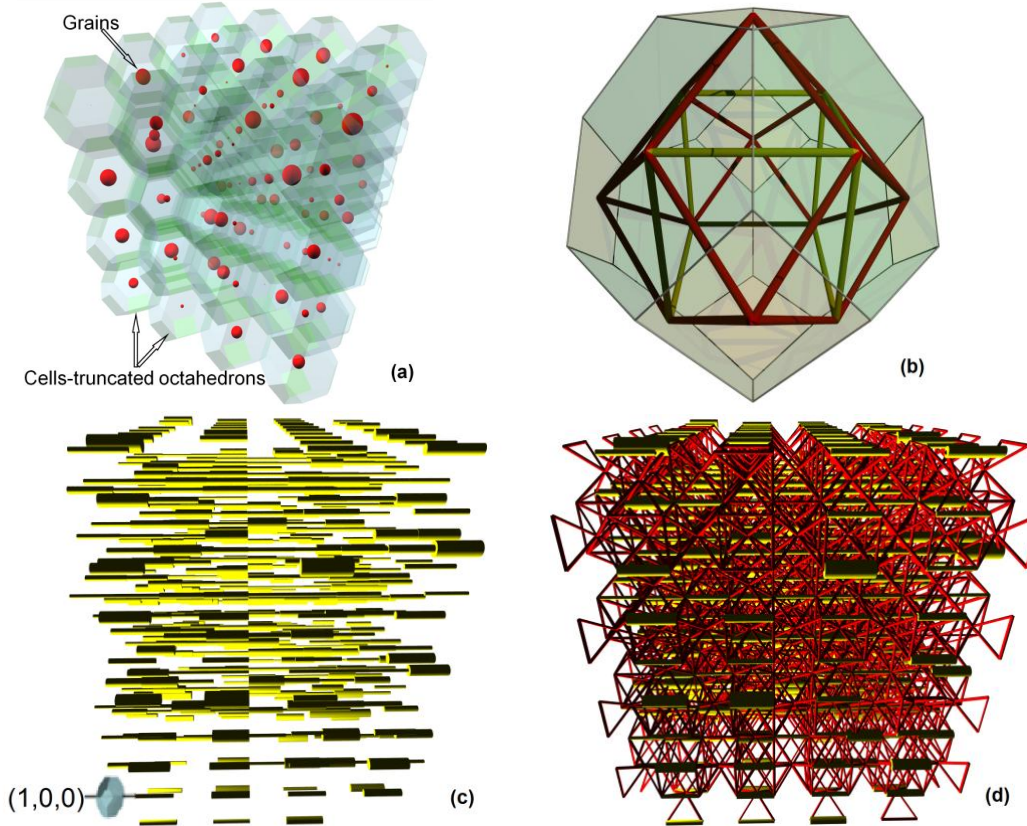 Grains
Cells-truncated octahedrons
(a)
(b)
(1,0,0)
(c)
(d)